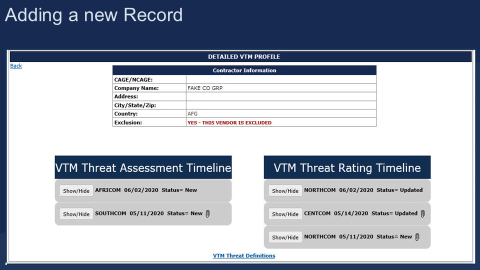 Adding a new Record
DETAILED VTM PROFILE
Back
Contractor Information
CAGE/NCAGE:
Company Name: FAKE CO GRP
Address:
City/State/Zip:
Country: AFG
Exclusion: YES - THIS VENDOR IS EXCLUDED
VTM Threat Assessment Timeline
Show/Hide AFRICOM 06/02/2020 Status= New
Show/Hide SOUTHCOM 05/11/2020 Status= New
VTM Threat Rating Timeline
Show/Hide NORTHCOM 06/02/2020 Status= Updated
Show/Hide CENTCOM 05/14/2020 Status= Updated
Show/Hide NORTHCOM 05/11/2020 Status= New
VTM Threat Definitions